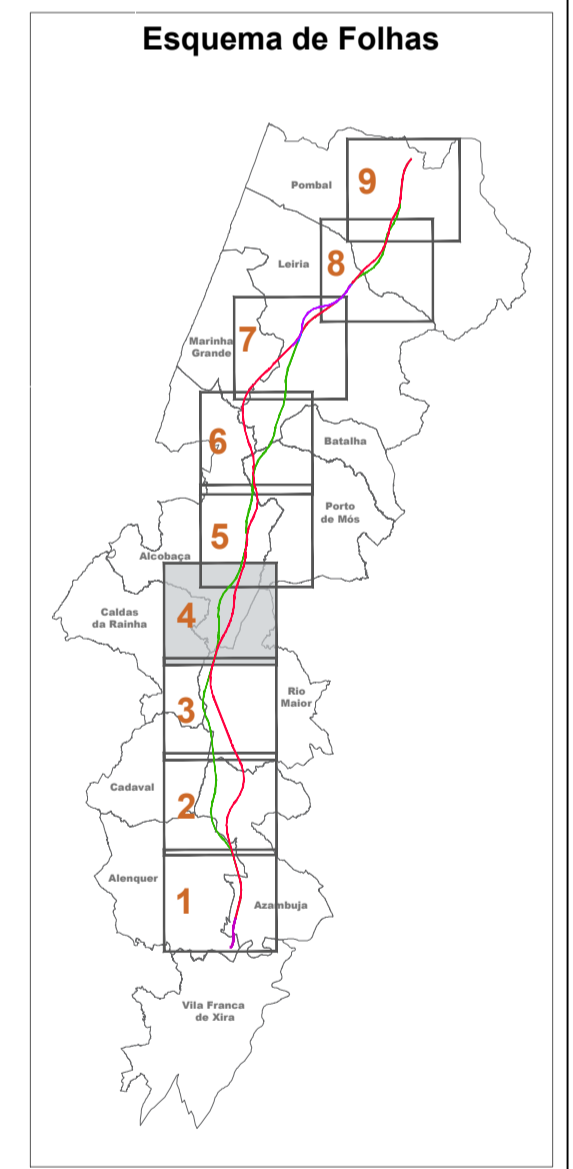 Esquema de Folhas
9
Pombal
8
Leiria
7
Marinha
Grande
6
Batalha
5
Porto
de Mós
Alcobaça
4
Caldas
da Rainha
3
Rio
Maior
2
Cadaval
1
Alenquer
Azambuja
Vila Franca
de Xira